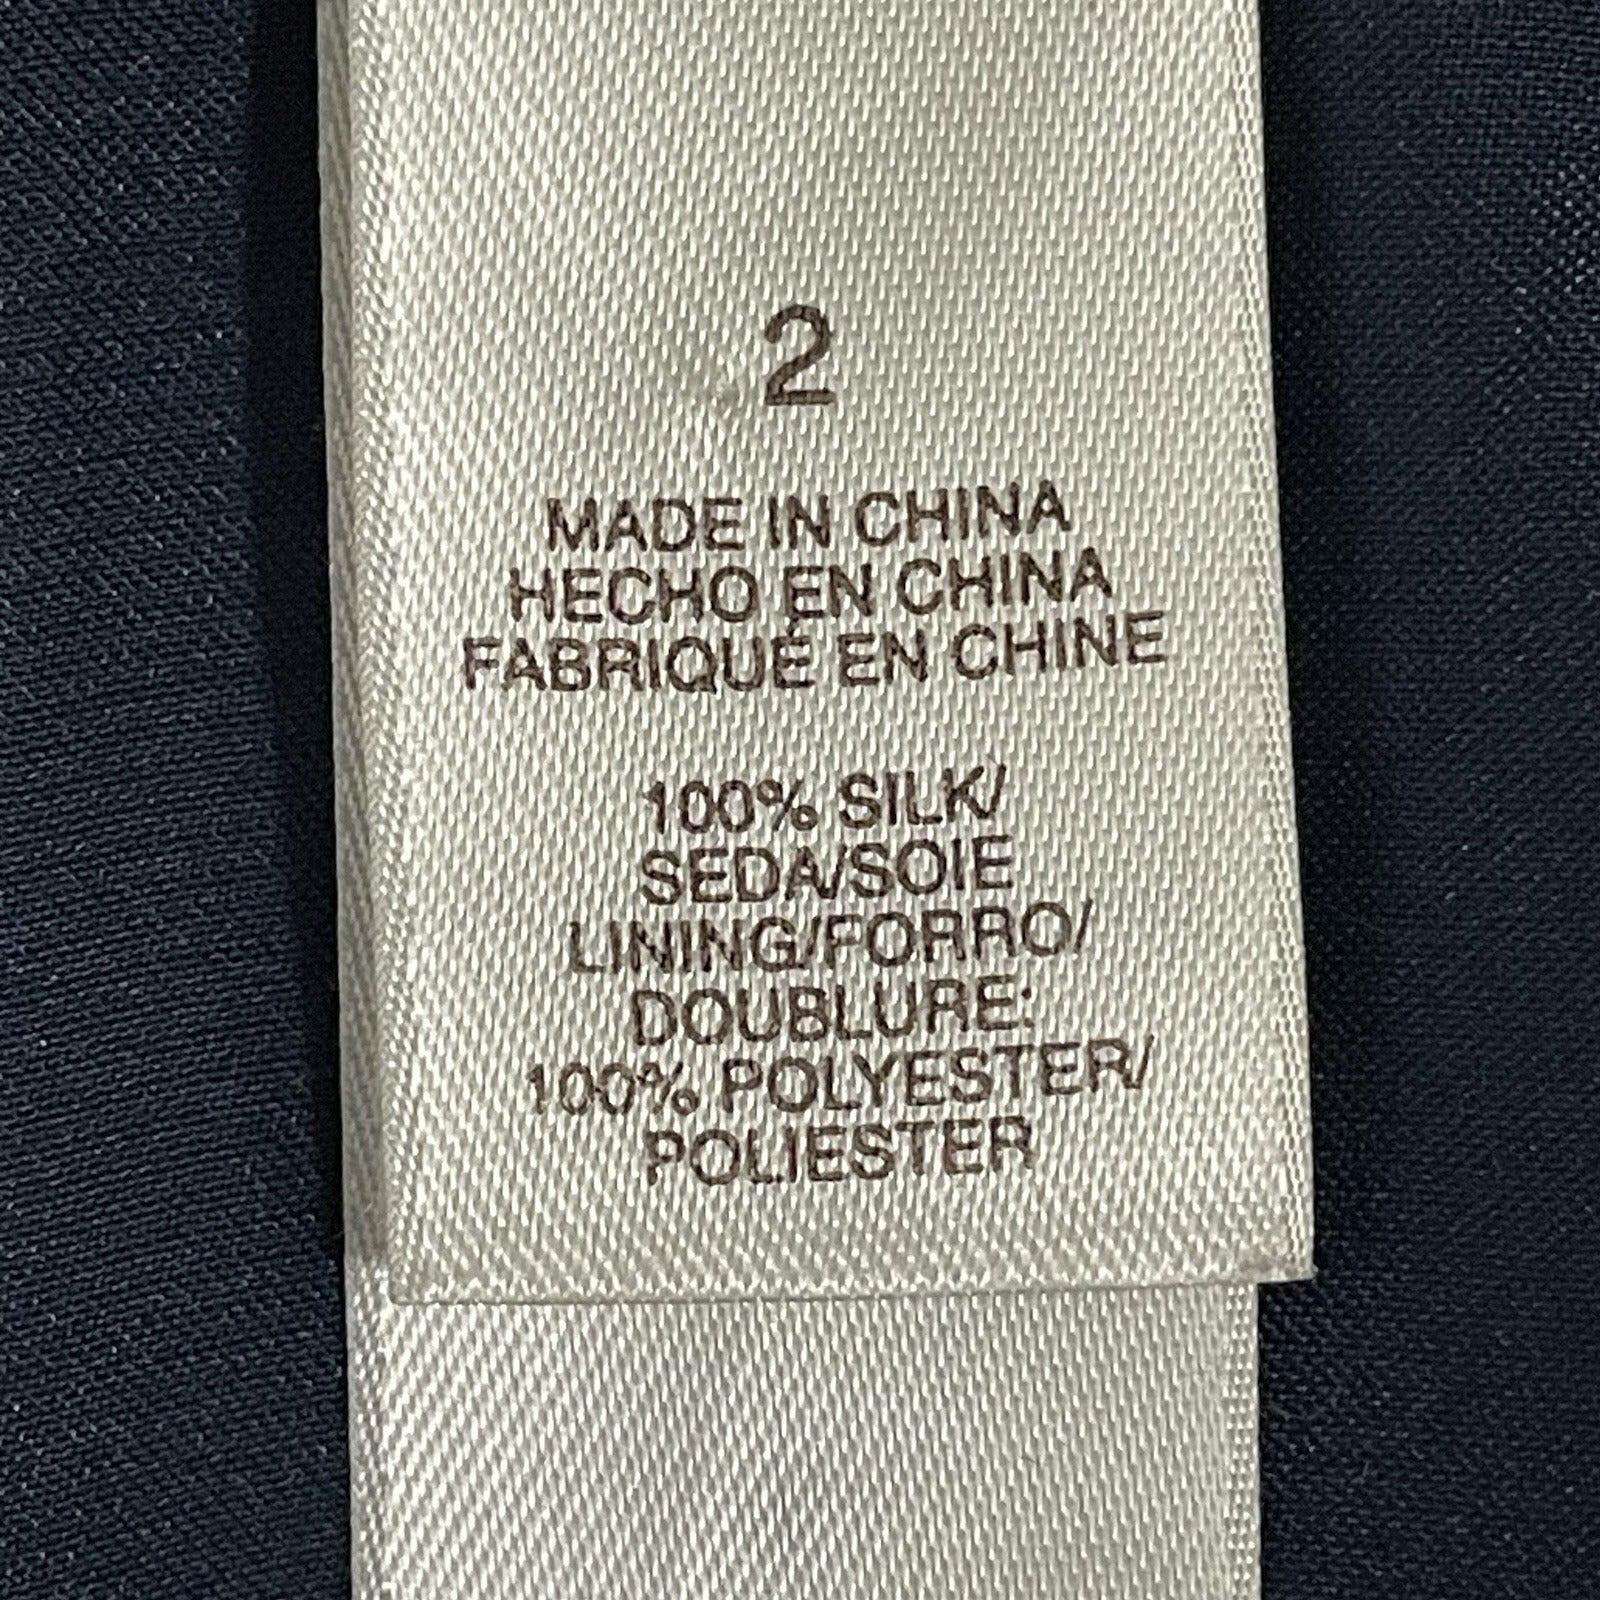 2
MADE IN CHINA
HECHO EN CHINA
FABRIQUÉ EN CHINE
100% SILK/
SEDA/SOIE
LINING/FORRO/
DOUBLURE:
100% POLYESTER/
POLIESTER